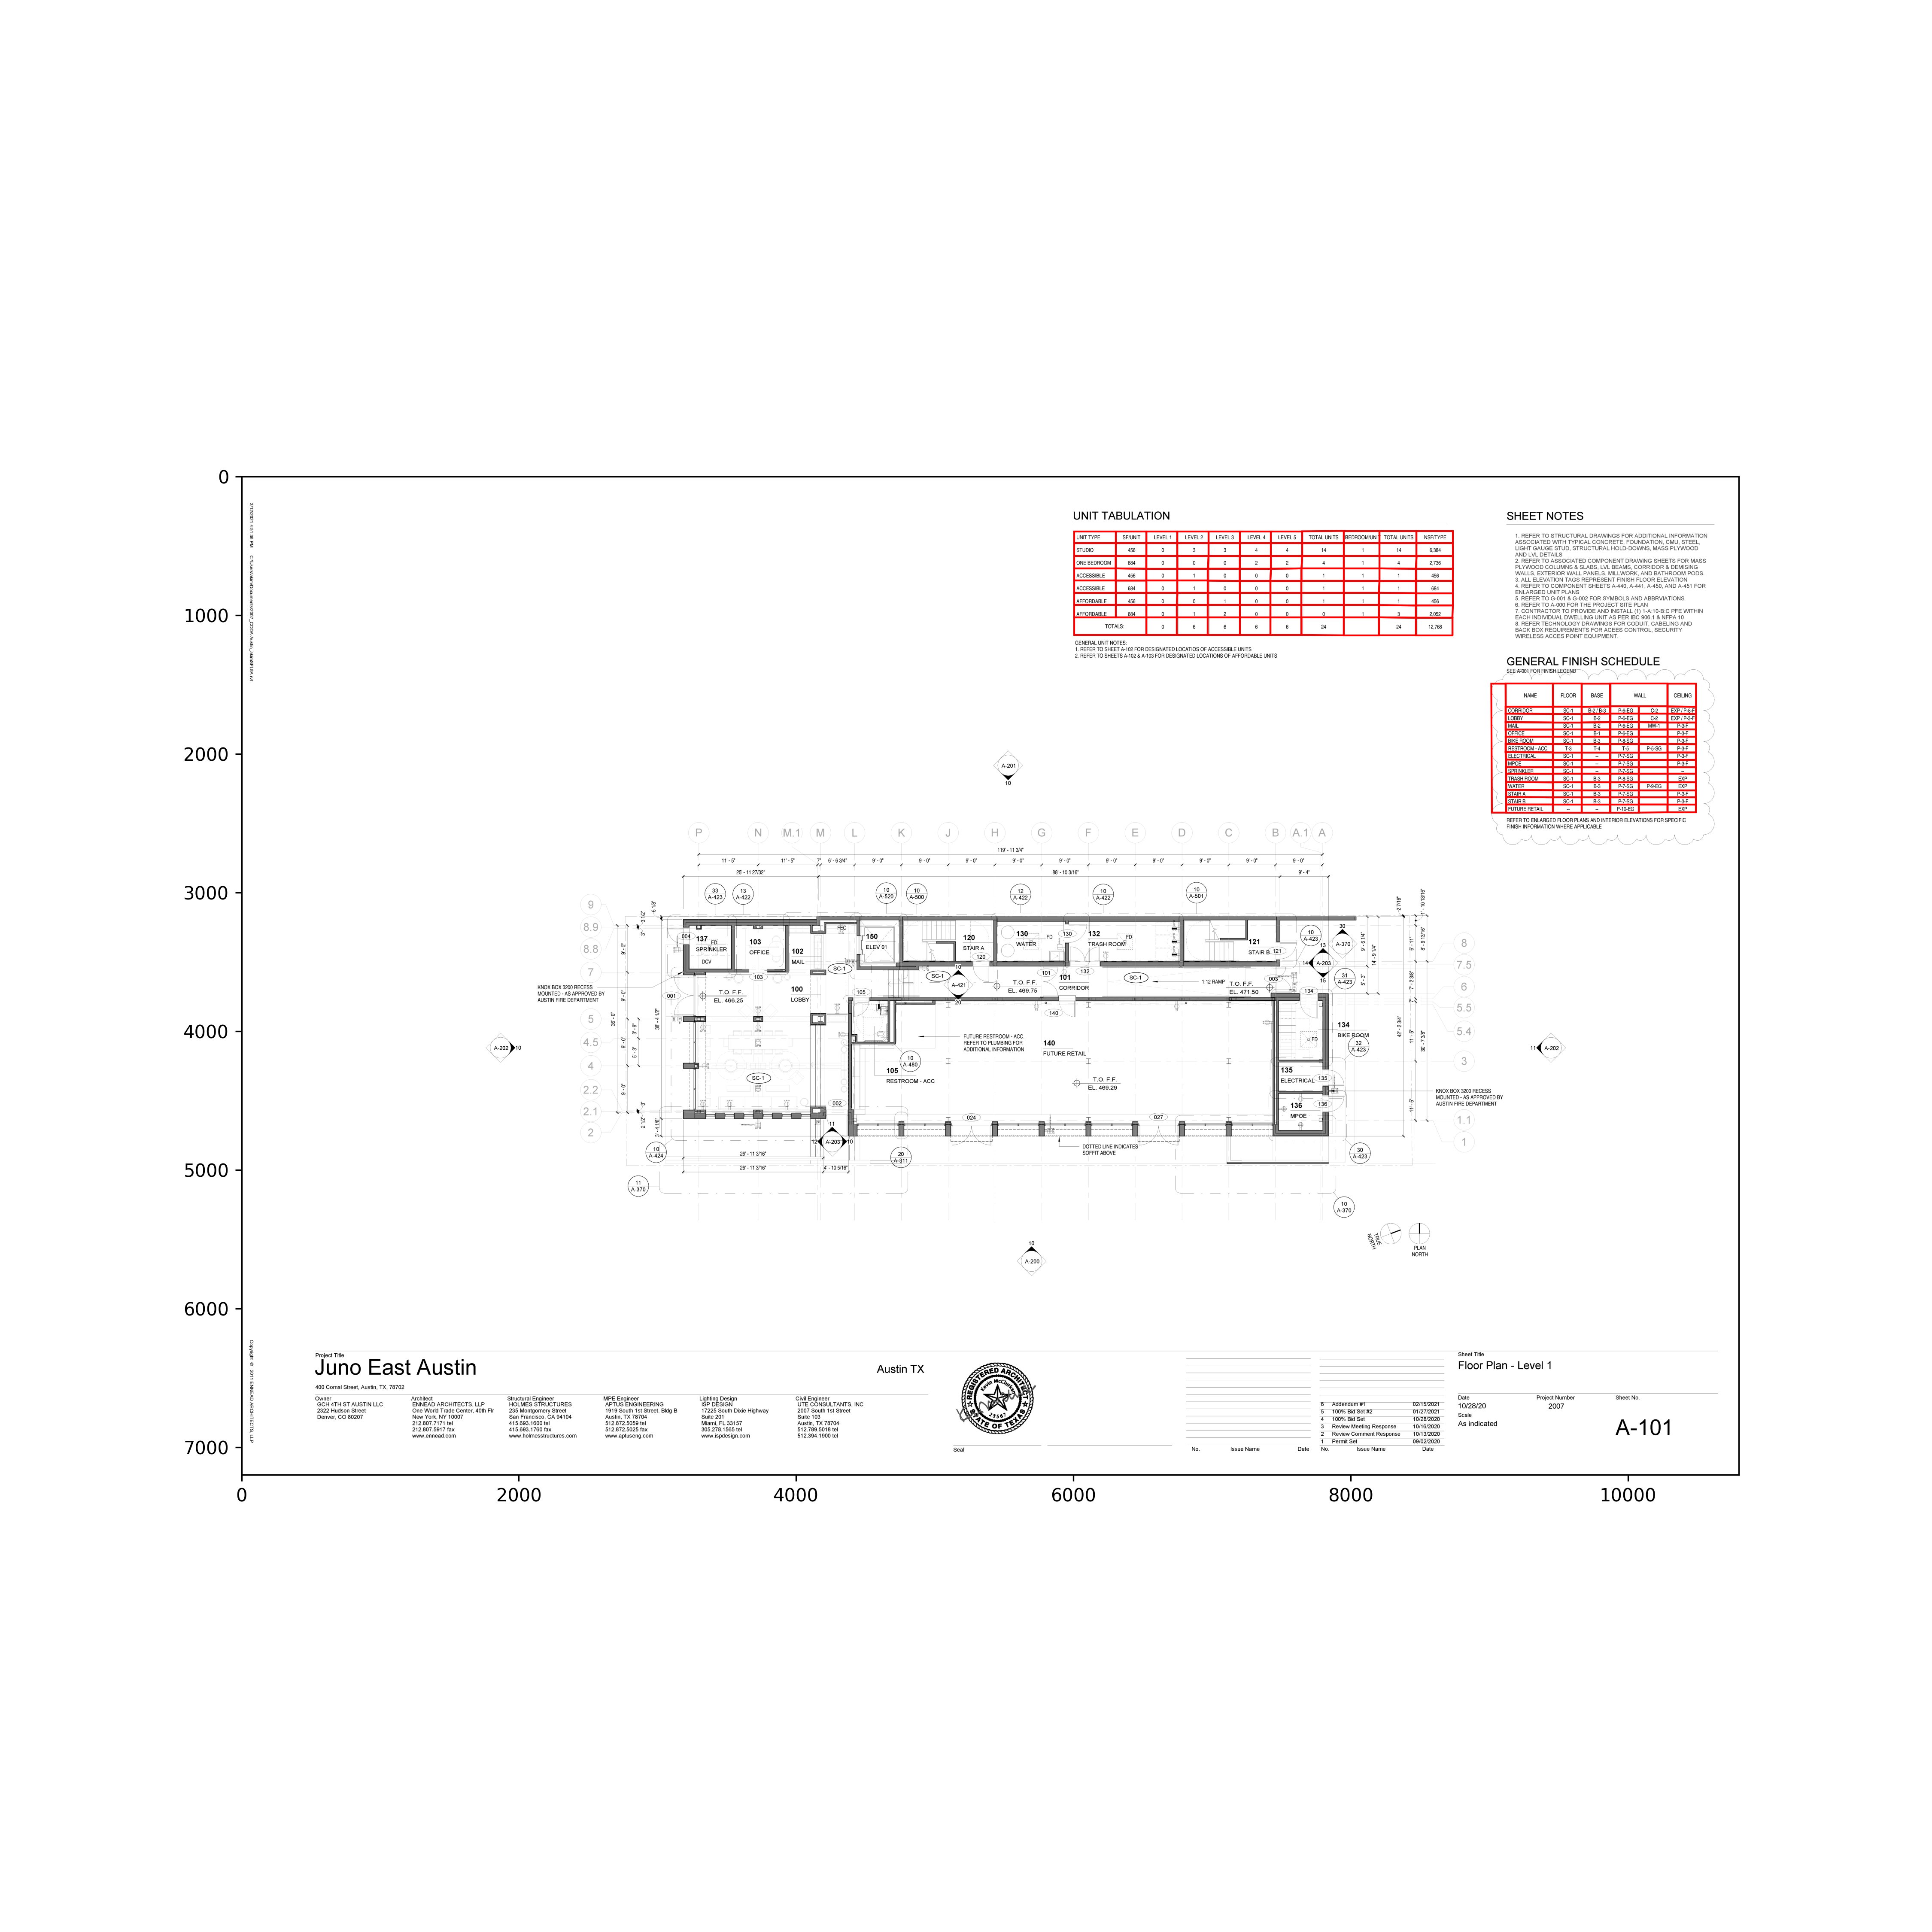 UNIT TABULATION
UNIT TYPE SF/UNIT LEVEL 1 LEVEL 2 LEVEL 3 LEVEL 4 LEVEL 5 TOTAL UNITS BEDROOM/UNI TOTAL UNITS NSF/TYPE
STUDIO 456 0 3 3 4 4 14 1 14 6,384
ONE BEDROOM 684 0 0 0 2 2 4 1 4 2,736
ACCESSIBLE 456 0 1 0 0 0 1 1 1 456
ACCESSIBLE 684 0 1 0 0 0 1 1 1 684
AFFORDABLE 456 0 0 1 0 0 1 1 1 456
AFFORDABLE 684 0 1 2 0 0 0 1 3 2,052
TOTALS: 0 6 6 6 6 24 24 12,768
GENERAL UNIT NOTES:
1. REFER TO SHEET A-102 FOR DESIGNATED LOCATIOS OF ACCESSIBLE UNITS
2. REFER TO SHEETS A-102 & A-103 FOR DESIGNATED LOCATIONS OF AFFORDABLE UNITS
SHEET NOTES
1. REFER TO STRUCTURAL DRAWINGS FOR ADDITIONAL INFORMATION
ASSOCIATED WITH TYPICAL CONCRETE, FOUNDATION, CMU, STEEL,
LIGHT GAUGE STUD, STRUCTURAL HOLD-DOWNS, MASS PLYWOOD
AND LVL DETAILS
2. REFER TO ASSOCIATED COMPONENT DRAWING SHEETS FOR MASS
PLYWOOD COLUMNS & SLABS, LVL BEAMS, CORRIDOR & DEMISING
WALLS, EXTERIOR WALL PANELS, MILLWORK, AND BATHROOM PODS.
3. ALL ELEVATION TAGS REPRESENT FINISH FLOOR ELEVATION
4. REFER TO COMPONENT SHEETS A-440, A-441, A-450, AND A-451 FOR
ENLARGED UNIT PLANS
5. REFER TO G-001 & G-002 FOR SYMBOLS AND ABBRVIATIONS
6. REFER TO A-000 FOR THE PROJECT SITE PLAN
7. CONTRACTOR TO PROVIDE AND INSTALL (1) 1-A:10-B:C PFE WITHIN
EACH INDIVIDUAL DWELLING UNIT AS PER IBC 906.1 & NFPA 10
8. REFER TECHNOLOGY DRAWINGS FOR CODUIT, CABELING AND
BACK BOX REQUIREMENTS FOR ACEES CONTROL, SECURITY
WIRELESS ACCES POINT EQUIPMENT.
GENERAL FINISH SCHEDULE
SEE A-001 FOR FINISH LEGEND
NAME FLOOR BASE WALL CEILING
CORRIDOR SC-1 B-2 / B-3 P-6-EG C-2 EXP / P-8-F
LOBBY SC-1 B-2 P-6-EG C-2 EXP / P-3-F
MAIL SC-1 B-2 P-6-EG MW-1 P-3-F
OFFICE SC-1 B-1 P-6-EG P-3-F
BIKE ROOM SC-1 B-3 P-8-SG P-3-F
RESTROOM - ACC T-3 T-4 T-5 P-5-SG P-3-F
ELECTRICAL SC-1 -- P-7-SG P-3-F
MPOE SC-1 -- P-7-SG P-3-F
SPRINKLER SC-1 -- P-7-SG --
TRASH ROOM SC-1 B-3 P-8-SG EXP
WATER SC-1 B-3 P-7-SG P-9-EG EXP
STAIR A SC-1 B-3 P-7-SG P-3-F
STAIR B SC-1 B-3 P-7-SG P-3-F
FUTURE RETAIL -- -- P-10-EG EXP
REFER TO ENLARGED FLOOR PLANS AND INTERIOR ELEVATIONS FOR SPECIFIC
FINISH INFORMATION WHERE APPLICABLE
A-201
10
P N M.1 M L K J H G F E D C B A.1 A
119' - 11 3/4"
11' - 5" 11' - 5" 7" 6' - 6 3/4" 9' - 0" 9' - 0" 9' - 0" 9' - 0" 9' - 0" 9' - 0" 9' - 0" 9' - 0" 9' - 0" 9' - 0"
25' - 11 27/32" 88' - 10 3/16" 9' - 4"
33 A-423
13 A-422
10 A-520
10 A-500
12 A-422
10 A-422
10 A-501
9
8.9
8.8
7
5
4.5
4
2.2
2.1
2
8
7.5
6
5.5
5.4
3
1.1
1
137 SPRINKLER
DCV
103 OFFICE
102 MAIL
150 ELEV 01
120 STAIR A
130 WATER
132 TRASH ROOM
121 STAIR B
100 LOBBY
101 CORRIDOR
1:12 RAMP
T.O. F.F.
EL. 466.25
T.O. F.F.
EL. 469.75
T.O. F.F.
EL. 471.50
T.O. F.F.
EL. 469.29
KNOX BOX 3200 RECESS
MOUNTED - AS APPROVED BY
AUSTIN FIRE DEPARTMENT
FUTURE RESTROOM - ACC.
REFER TO PLUMBING FOR
ADDITIONAL INFORMATION
140 FUTURE RETAIL
105 RESTROOM - ACC
134 BIKE ROOM
135 ELECTRICAL
136 MPOE
KNOX BOX 3200 RECESS
MOUNTED - AS APPROVED BY
AUSTIN FIRE DEPARTMENT
DOTTED LINE INDICATES
SOFFIT ABOVE
26' - 11 3/16"
26' - 11 3/16" 4' - 10 5/16"
A-202 10
11 A-202
10 A-424
11 A-370
20 A-311
10 A-480
30 A-423
10 A-370
TRUE NORTH
PLAN NORTH
10
A-200
0
1000
2000
3000
4000
5000
6000
7000
0 2000 4000 6000 8000 10000
Project Title
Juno East Austin
Austin TX
400 Comal Street, Austin, TX, 78702
Owner
GCH 4TH ST AUSTIN LLC
2322 Hudson Street
Denver, CO 80207
Architect
ENNEAD ARCHITECTS, LLP
One World Trade Center, 40th Flr
New York, NY 10007
212.807.7171 tel
212.807.5917 fax
www.ennead.com
Structural Engineer
HOLMES STRUCTURES
235 Montgomery Street
San Francisco, CA 94104
415.693.1600 tel
415.693.1760 fax
www.holmesstructures.com
MPE Engineer
APTUS ENGINEERING
1919 South 1st Street, Bldg B
Austin, TX 78704
512.872.5059 tel
512.872.5025 fax
www.aptuseng.com
Lighting Design
ISP DESIGN
17225 South Dixie Highway
Suite 201
Miami, FL 33157
305.278.1565 tel
www.ispdesign.com
Civil Engineer
UTE CONSULTANTS, INC
2007 South 1st Street
Suite 103
Austin, TX 78704
512.789.5018 tel
512.394.1900 tel
REGISTERED ARCHITECT
STATE OF TEXAS
Seal
No. Issue Name Date
6 Addendum #1 02/15/2021
5 100% Bid Set #2 01/27/2021
4 100% Bid Set 10/28/2020
3 Review Meeting Response 10/16/2020
2 Review Comment Response 10/13/2020
1 Permit Set 09/02/2020
No. Issue Name Date
Sheet Title
Floor Plan - Level 1
Date
10/28/20
Project Number
2007
Sheet No.
Scale
As indicated
A-101